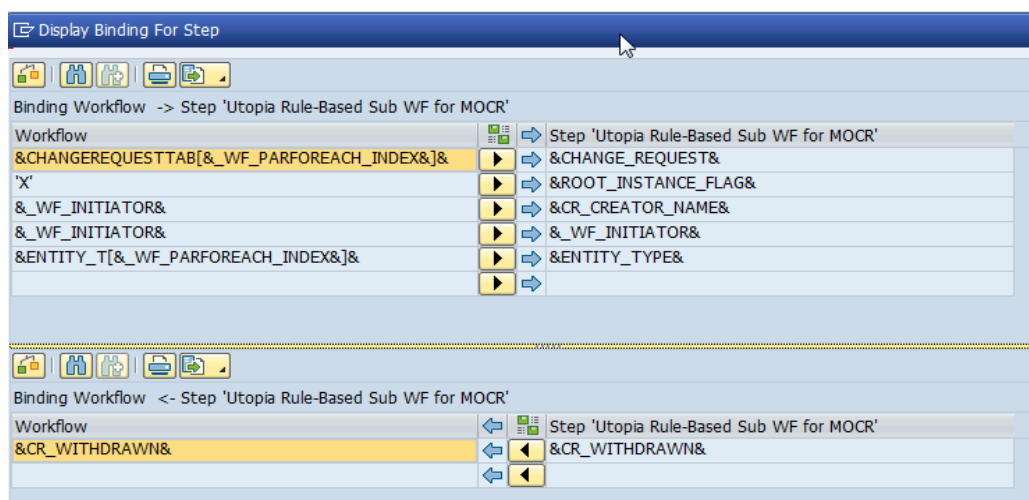 Display Binding For Step
Binding Workflow -> Step 'Utopia Rule-Based Sub WF for MOCR'
Workflow Step 'Utopia Rule-Based Sub WF for MOCR'
&CHANGEREQUESTTAB[&_WF_PARFOREACH_INDEX&]& &CHANGE_REQUEST&
'X' &ROOT_INSTANCE_FLAG&
&_WF_INITIATOR& &CR_CREATOR_NAME&
&_WF_INITIATOR& &_WF_INITIATOR&
&ENTITY_T[&_WF_PARFOREACH_INDEX&]& &ENTITY_TYPE&
Binding Workflow <- Step 'Utopia Rule-Based Sub WF for MOCR'
Workflow Step 'Utopia Rule-Based Sub WF for MOCR'
&CR_WITHDRAWN& &CR_WITHDRAWN&